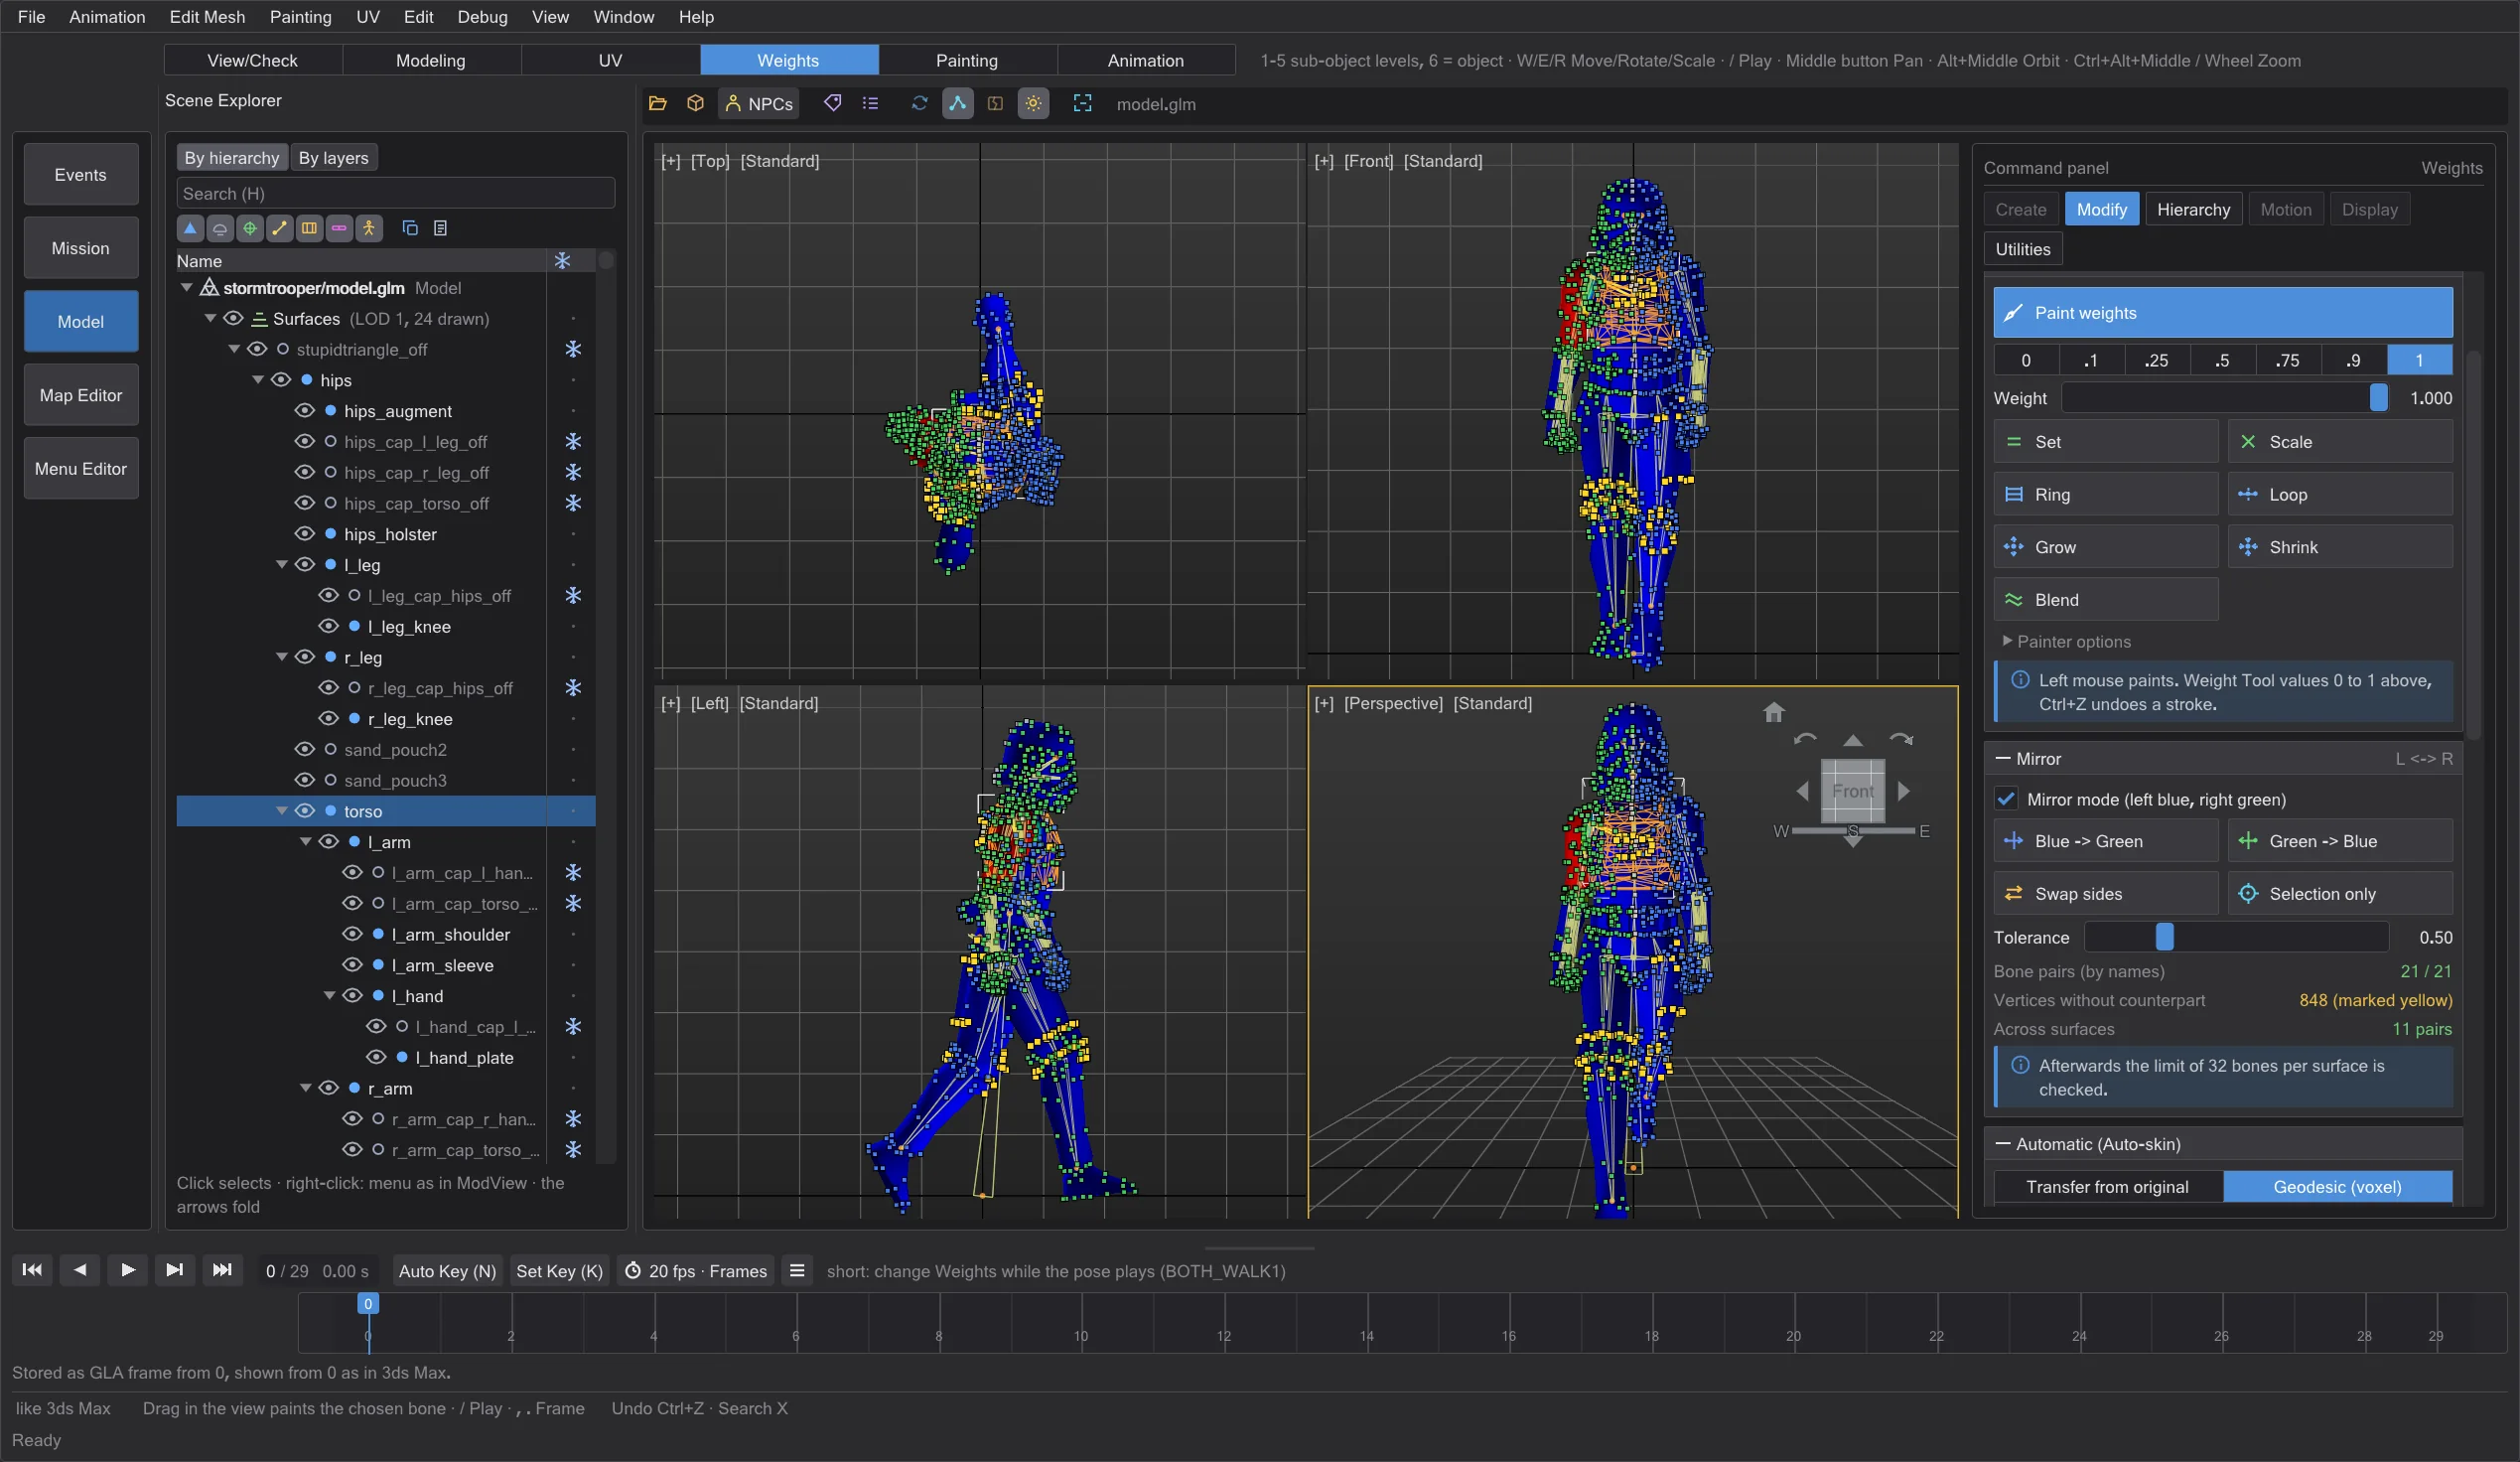 File Animation Edit Mesh Painting UV Edit Debug View Window Help
View/Check Modeling UV Weights Painting Animation 1-5 sub-object levels, 6 = object · W/E/R Move/Rotate/Scale · / Play · Middle button Pan · Alt+Middle Orbit · Ctrl+Alt+Middle / Wheel Zoom
Scene Explorer
NPCs model.glm
Events
Mission
Model
Map Editor
Menu Editor
By hierarchy By layers
Search (H)
Name
stormtrooper/model.glm Model
Surfaces (LOD 1, 24 drawn)
stupidtriangle_off
hips
hips_augment
hips_cap_l_leg_off
hips_cap_r_leg_off
hips_cap_torso_off
hips_holster
l_leg
l_leg_cap_hips_off
l_leg_knee
r_leg
r_leg_cap_hips_off
r_leg_knee
sand_pouch2
sand_pouch3
torso
l_arm
l_arm_cap_l_han...
l_arm_cap_torso_...
l_arm_shoulder
l_arm_sleeve
l_hand
l_hand_cap_l_...
l_hand_plate
r_arm
r_arm_cap_r_han...
r_arm_cap_torso_...
Click selects · right-click: menu as in ModView · the
arrows fold
[+] [Top] [Standard]
[+] [Front] [Standard]
[+] [Left] [Standard]
[+] [Perspective] [Standard]
Front
W S E
Command panel Weights
Create Modify Hierarchy Motion Display
Utilities
Paint weights
0 .1 .25 .5 .75 .9 1
Weight 1.000
Set Scale
Ring Loop
Grow Shrink
Blend
Painter options
Left mouse paints. Weight Tool values 0 to 1 above,
Ctrl+Z undoes a stroke.
Mirror L <-> R
Mirror mode (left blue, right green)
Blue -> Green Green -> Blue
Swap sides Selection only
Tolerance 0.50
Bone pairs (by names) 21 / 21
Vertices without counterpart 848 (marked yellow)
Across surfaces 11 pairs
Afterwards the limit of 32 bones per surface is
checked.
Automatic (Auto-skin)
Transfer from original Geodesic (voxel)
0 / 29 0.00 s Auto Key (N) Set Key (K) 20 fps · Frames short: change Weights while the pose plays (BOTH_WALK1)
0
0 2 4 6 8 10 12 14 16 18 20 22 24 26 28 29
Stored as GLA frame from 0, shown from 0 as in 3ds Max.
like 3ds Max Drag in the view paints the chosen bone · / Play · , . Frame Undo Ctrl+Z · Search X
Ready